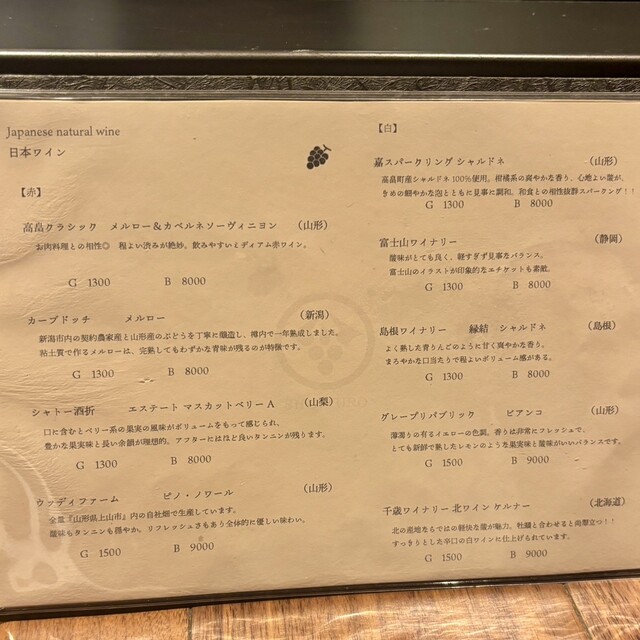 Japanese natural wine
日本ワイン
【赤】
高畠クラシック　メルロー＆カベルネソーヴィニヨン　（山形）
お肉料理との相性◎　程よい渋みが絶妙。飲みやすいミディアム赤ワイン。
G 1300　B 8000
カーブドッチ　メルロー　（新潟）
新潟市内の契約農家産と山形産のぶどうを丁寧に醸造し、樽内で一年熟成しました。
粘土質で作るメルローは、完熟してもわずかな青味が残るのが特徴です。
G 1300　B 8000
シャトー酒折　エステート マスカットベリーA　（山梨）
口に含むとベリー系の果実の風味がボリュームをもって感じられ、
豊かな果実味と長い余韻が理想的。アフターにはほど良いタンニンが残ります。
G 1300　B 8000
ウッディファーム　ピノ・ノワール　（山形）
全量『山形県上山市』内の自社畑で生産しています。
酸味もタンニンも穏やか。リフレッシュさもあり全体的に優しい味わい。
G 1500　B 9000
【白】
嘉スパークリング シャルドネ　（山形）
高畠町産シャルドネ 100％使用。柑橘系の爽やかな香り、心地よい酸が、
きめの細やかな泡とともに見事に調和。和食との相性抜群スパークリング！！
G 1300　B 8000
富士山ワイナリー　（静岡）
酸味がとても良く、軽すぎず見事なバランス。
富士山のイラストが印象的なエチケットも素敵。
G 1300　B 8000
島根ワイナリー　縁結　シャルドネ　（島根）
よく熟した青りんごのように甘く爽やかな香り。
まろやかな口当たりで程よいボリューム感がある。
G 1300　B 8000
グレープリパブリック　ビアンコ　（山形）
薄濁りの有るイエローの色調。香りは非常にフレッシュで、
とても新鮮で熟したレモンのような果実味と酸味がいいバランスです。
G 1500　B 9000
千歳ワイナリー 北ワイン ケルナー　（北海道）
北の産地ならではの軽快な酸が魅力。牡蠣と合わせると尚際立つ！！
すっきりとした辛口の白ワインに仕上げられています。
G 1500　B 9000